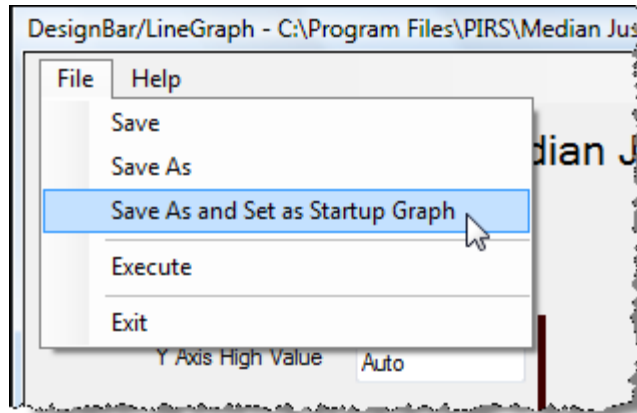 DesignBar/LineGraph - C:\Program Files\PIRS\Median Jus
File Help
Save
dian J
Save As
Save As and Set as Startup Graph
Execute
Exit
Y Axis High Value Auto